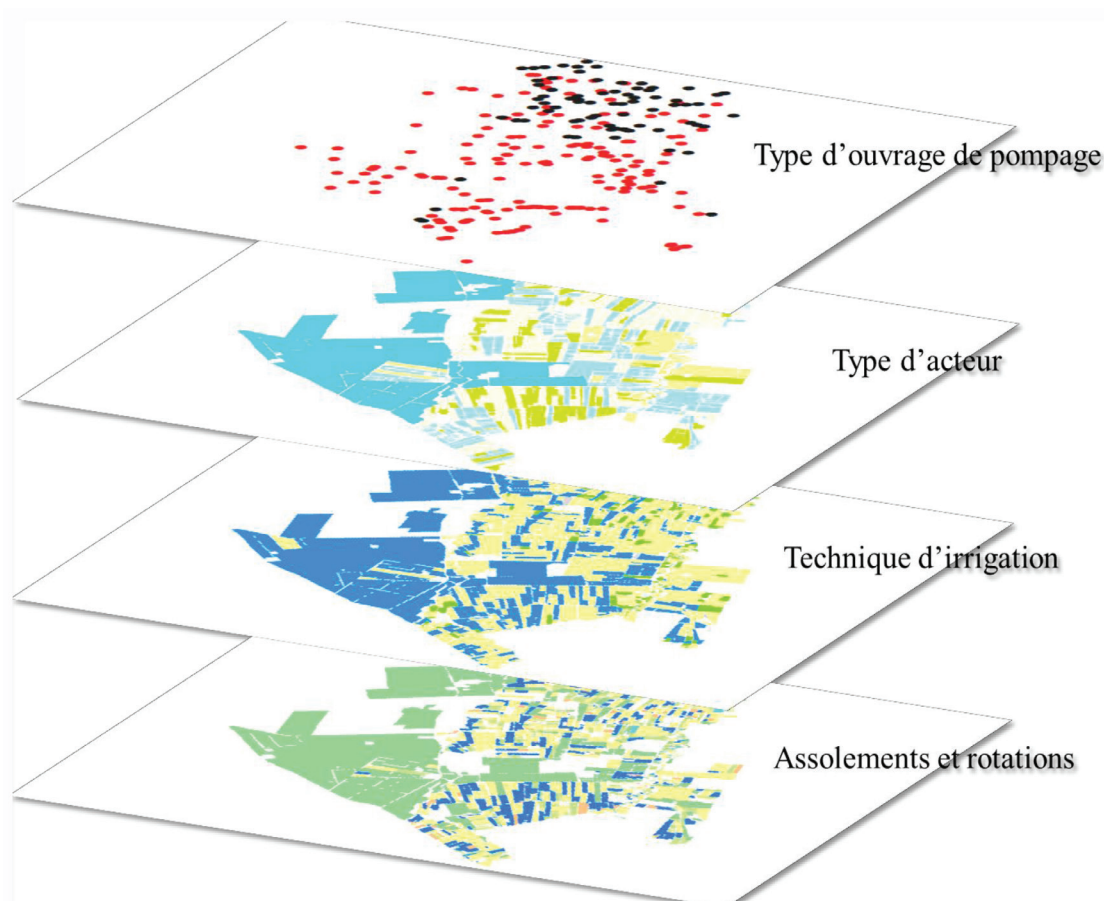 Type d'ouvrage de pompage
Type d'acteur
Technique d'irrigation
Assolements et rotations